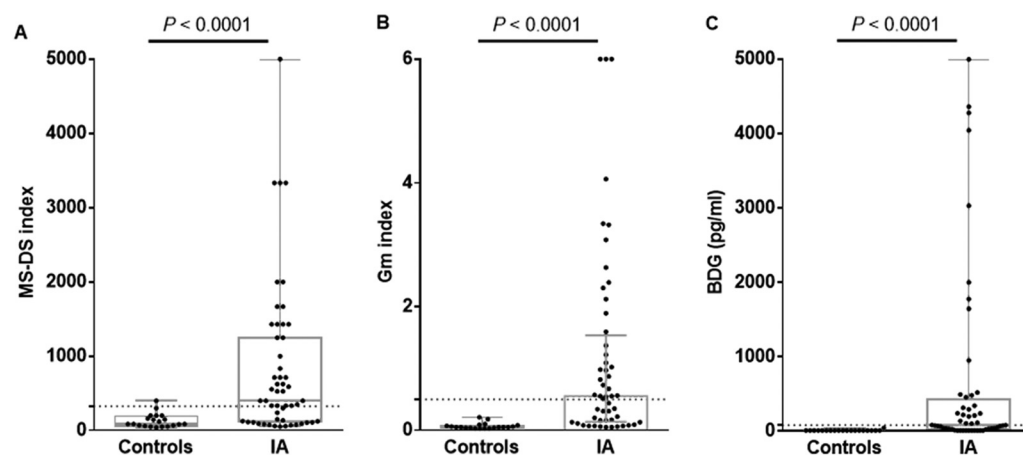 A
P < 0.0001
MS-DS index
5000
4000
3000
2000
1000
0
Controls
IA
B
P < 0.0001
Gm index
6
4
2
0
Controls
IA
C
P < 0.0001
BDG (pg/ml)
5000
4000
3000
2000
1000
0
Controls
IA